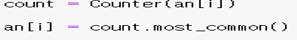 count = Counter(an[i])
an[i] = count.most_common()